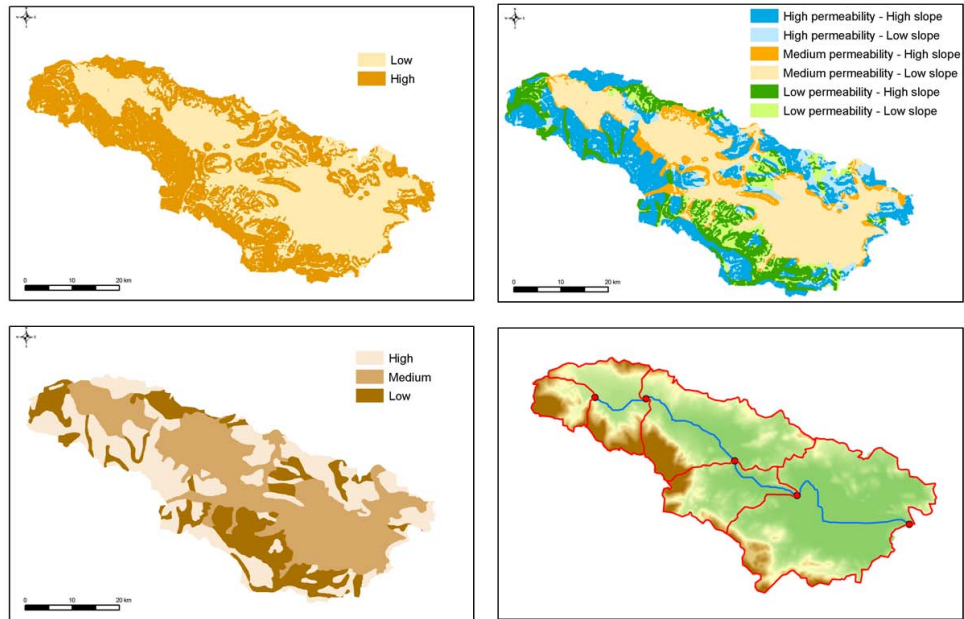 Low
High
0 10 20 km
High permeability - High slope
High permeability - Low slope
Medium permeability - High slope
Medium permeability - Low slope
Low permeability - High slope
Low permeability - Low slope
0 10 20 km
High
Medium
Low
0 10 20 km